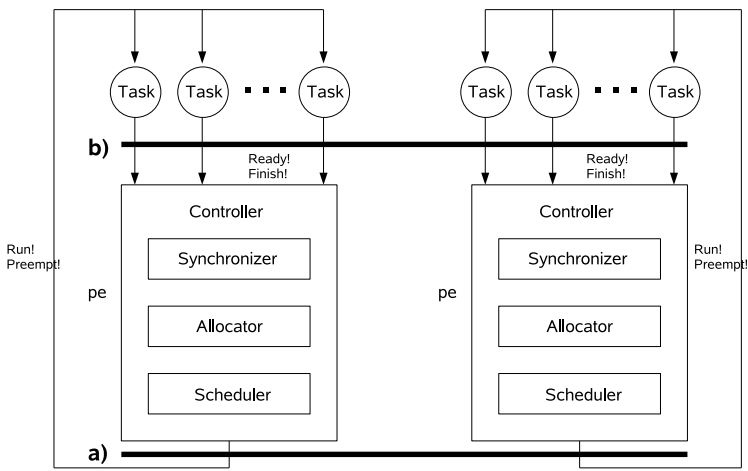 Task Task Task Task Task Task
b)
Ready! Ready!
Finish! Finish!
Controller Controller
Run! Run!
Preempt! Preempt!
Synchronizer Synchronizer
pe pe
Allocator Allocator
Scheduler Scheduler
a)